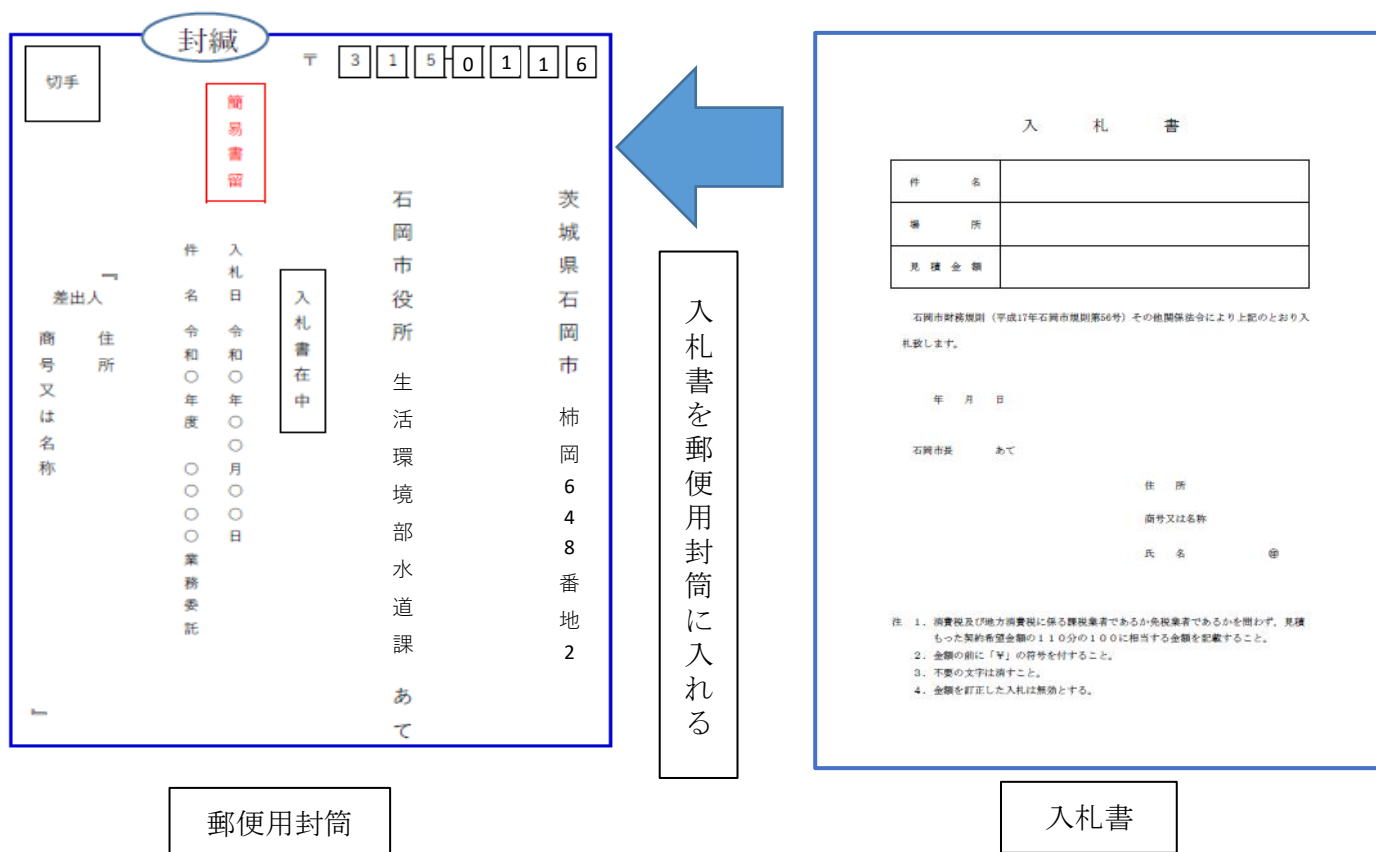 封緘
切手
〒 315-0116
簡易書留
茨城県石岡市 柿岡648番地2
石岡市役所 生活環境部水道課 あて
入札書在中
入札日 令和〇年〇〇月〇〇日
件 名 令和〇年度 〇〇〇〇業務委託
『
差出人
住 所
商号又は名称
』
郵便用封筒
入札書を郵便用封筒に入れる
入 札 書
件 名
場 所
見 積 金 額
石岡市財務規則(平成17年石岡市規則第56号)その他関係法令により上記のとおり入
札致します。
年 月 日
石岡市長 あて
住 所
商号又は名称
氏 名 ㊞
注 1.消費税及び地方消費税に係る課税業者であるか免税業者であるかを問わず,見積
もった契約希望金額の110分の100に相当する金額を記載すること。
2.金額の前に「¥」の符号を付すること。
3.不要の文字は消すこと。
4.金額を訂正した入札は無効とする。
入札書